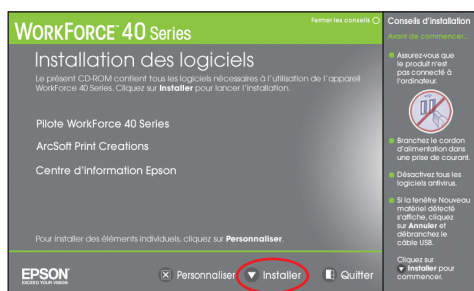 WORKFORCE™ 40 Series
Installation des logiciels
Le présent CD-ROM contient tous les logiciels nécessaires à l'utilisation de l'appareil
WorkForce 40 Series. Cliquez sur Installer pour lancer l'installation.
Pilote WorkForce 40 Series
ArcSoft Print Creations
Centre d'information Epson
Pour installer des éléments individuels, cliquez sur Personnaliser.
EPSON
EXCEED YOUR VISION
Personnaliser
Installer
Quitter
Fermer les conseils
Conseils d'installation
Avant de commencer...
Assurez-vous que
le produit n'est
pas connecté à
l'ordinateur.
Branchez le cordon
d'alimentation dans
une prise de courant.
Désactivez tous les
logiciels antivirus.
Si la fenêtre Nouveau
matériel détecté
s'affiche, cliquez
sur Annuler et
débranchez le
câble USB.
Cliquez sur
Installer pour
commencer.